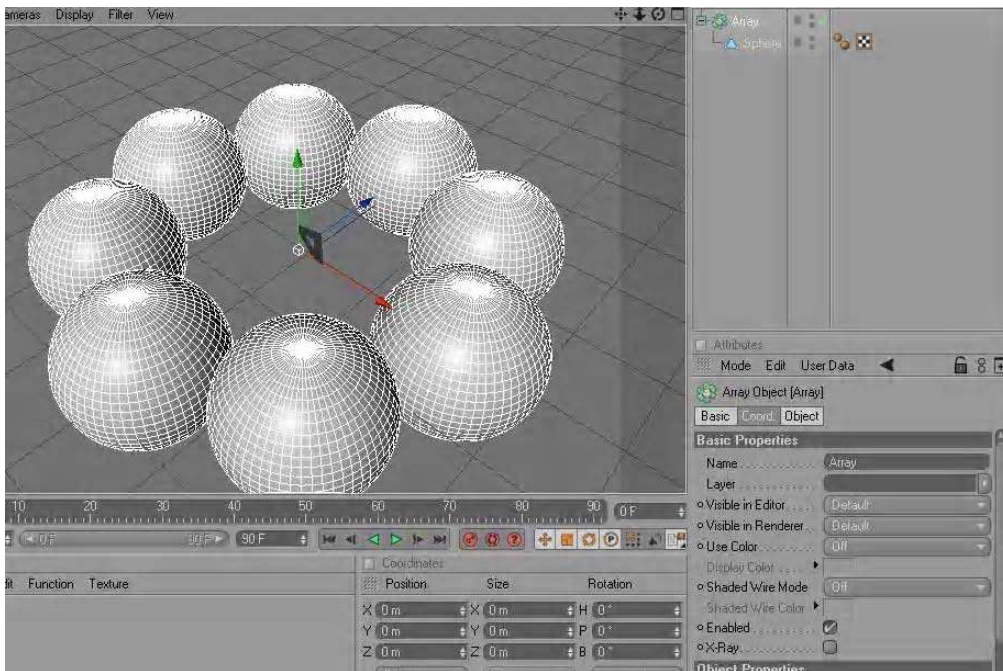 ameras Display Filter View
Array
Sphere
Attributes
Mode Edit User Data
Array Object [Array]
Basic Coord. Object
Basic Properties
Name Array
Layer
Visible in Editor Default
Visible in Renderer Default
Use Color Off
Display Color
Shaded Wire Mode Off
Shaded Wire Color
Enabled
X-Ray
Object Properties
10 20 30 40 50 60 70 80 90 0 F
0 F 90 F 90 F
dit Function Texture
Coordinates
Position Size Rotation
X 0 m X 0 m H 0 °
Y 0 m Y 0 m P 0 °
Z 0 m Z 0 m B 0 °